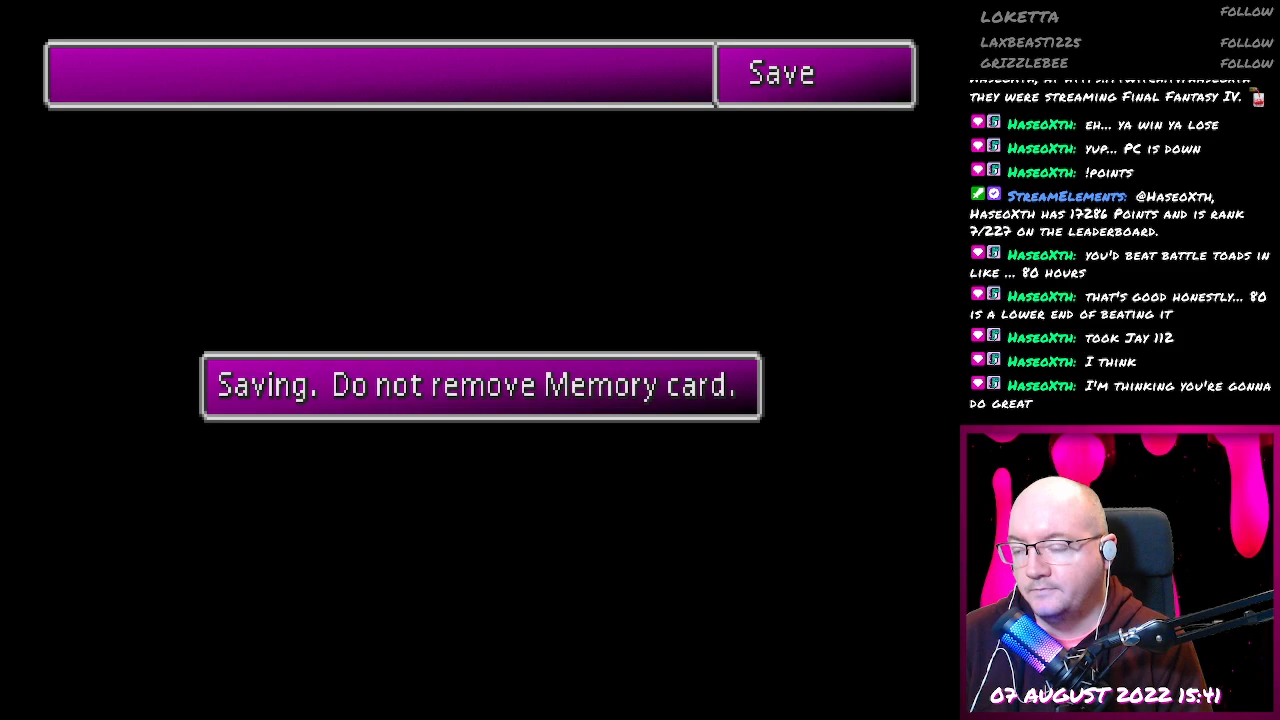 Save
Saving. Do not remove Memory card.
LOKETTA FOLLOW
LAXBEAST1225 FOLLOW
GRIZZLEBEE FOLLOW
THEY WERE STREAMING FINAL FANTASY IV.
HASEOXTH: EH... YA WIN YA LOSE
HASEOXTH: YUP... PC IS DOWN
HASEOXTH: !POINTS
STREAMELEMENTS: @HASEOXTH,
HASEOXTH HAS 17286 POINTS AND IS RANK
7/227 ON THE LEADERBOARD.
HASEOXTH: YOU'D BEAT BATTLE TOADS IN
LIKE ... 80 HOURS
HASEOXTH: THAT'S GOOD HONESTLY... 80
IS A LOWER END OF BEATING IT
HASEOXTH: TOOK JAY 112
HASEOXTH: I THINK
HASEOXTH: I'M THINKING YOU'RE GONNA
DO GREAT
07 AUGUST 2022 15:41